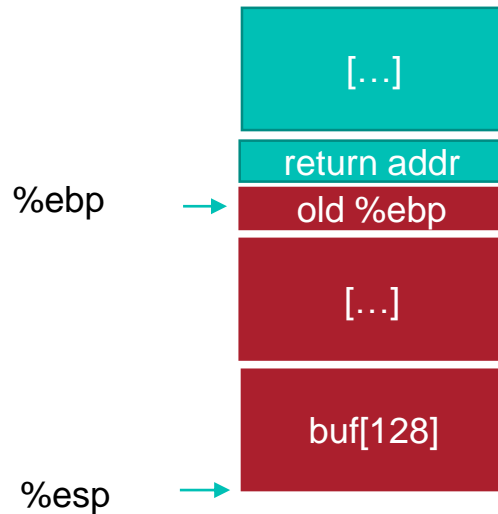 […]
return addr
%ebp
old %ebp
[…]
buf[128]
%esp